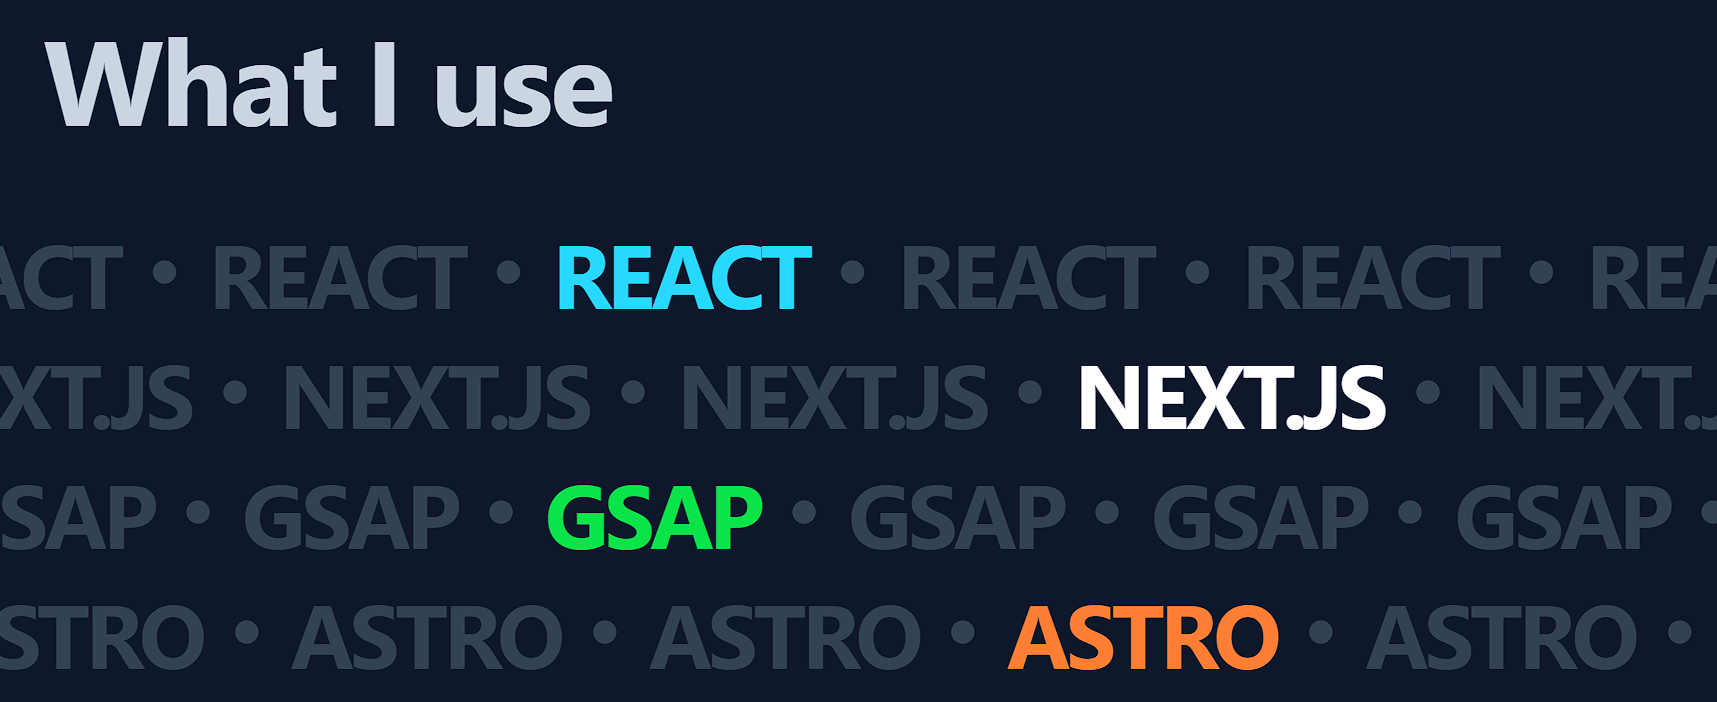 What I use
ACT • REACT • REACT • REACT • REACT • REA
XT.JS • NEXT.JS • NEXT.JS • NEXT.JS • NEXT.J
SAP • GSAP • GSAP • GSAP • GSAP • GSAP •
STRO • ASTRO • ASTRO • ASTRO • ASTRO •